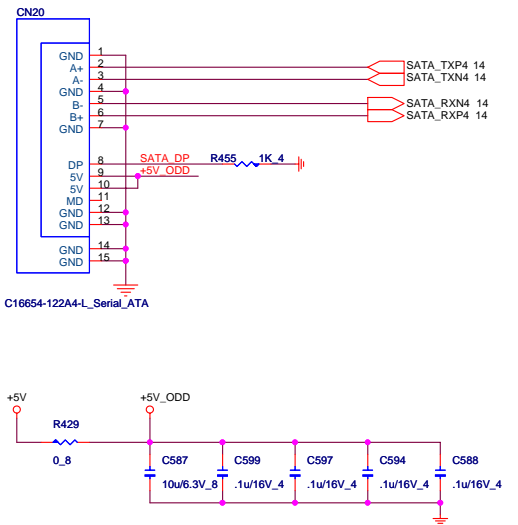 CN20
GND 1
A+ 2 SATA_TXP4 14
A- 3 SATA_TXN4 14
GND 4
B- 5 SATA_RXN4 14
B+ 6 SATA_RXP4 14
GND 7
DP 8 SATA_DP R455 1K_4
5V 9 +5V_ODD
5V 10
MD 11
GND 12
GND 13
GND 14
GND 15
C16654-122A4-L_Serial_ATA
+5V +5V_ODD
R429
0_8
C587 C599 C597 C594 C588
10u/6.3V_8 .1u/16V_4 .1u/16V_4 .1u/16V_4 .1u/16V_4